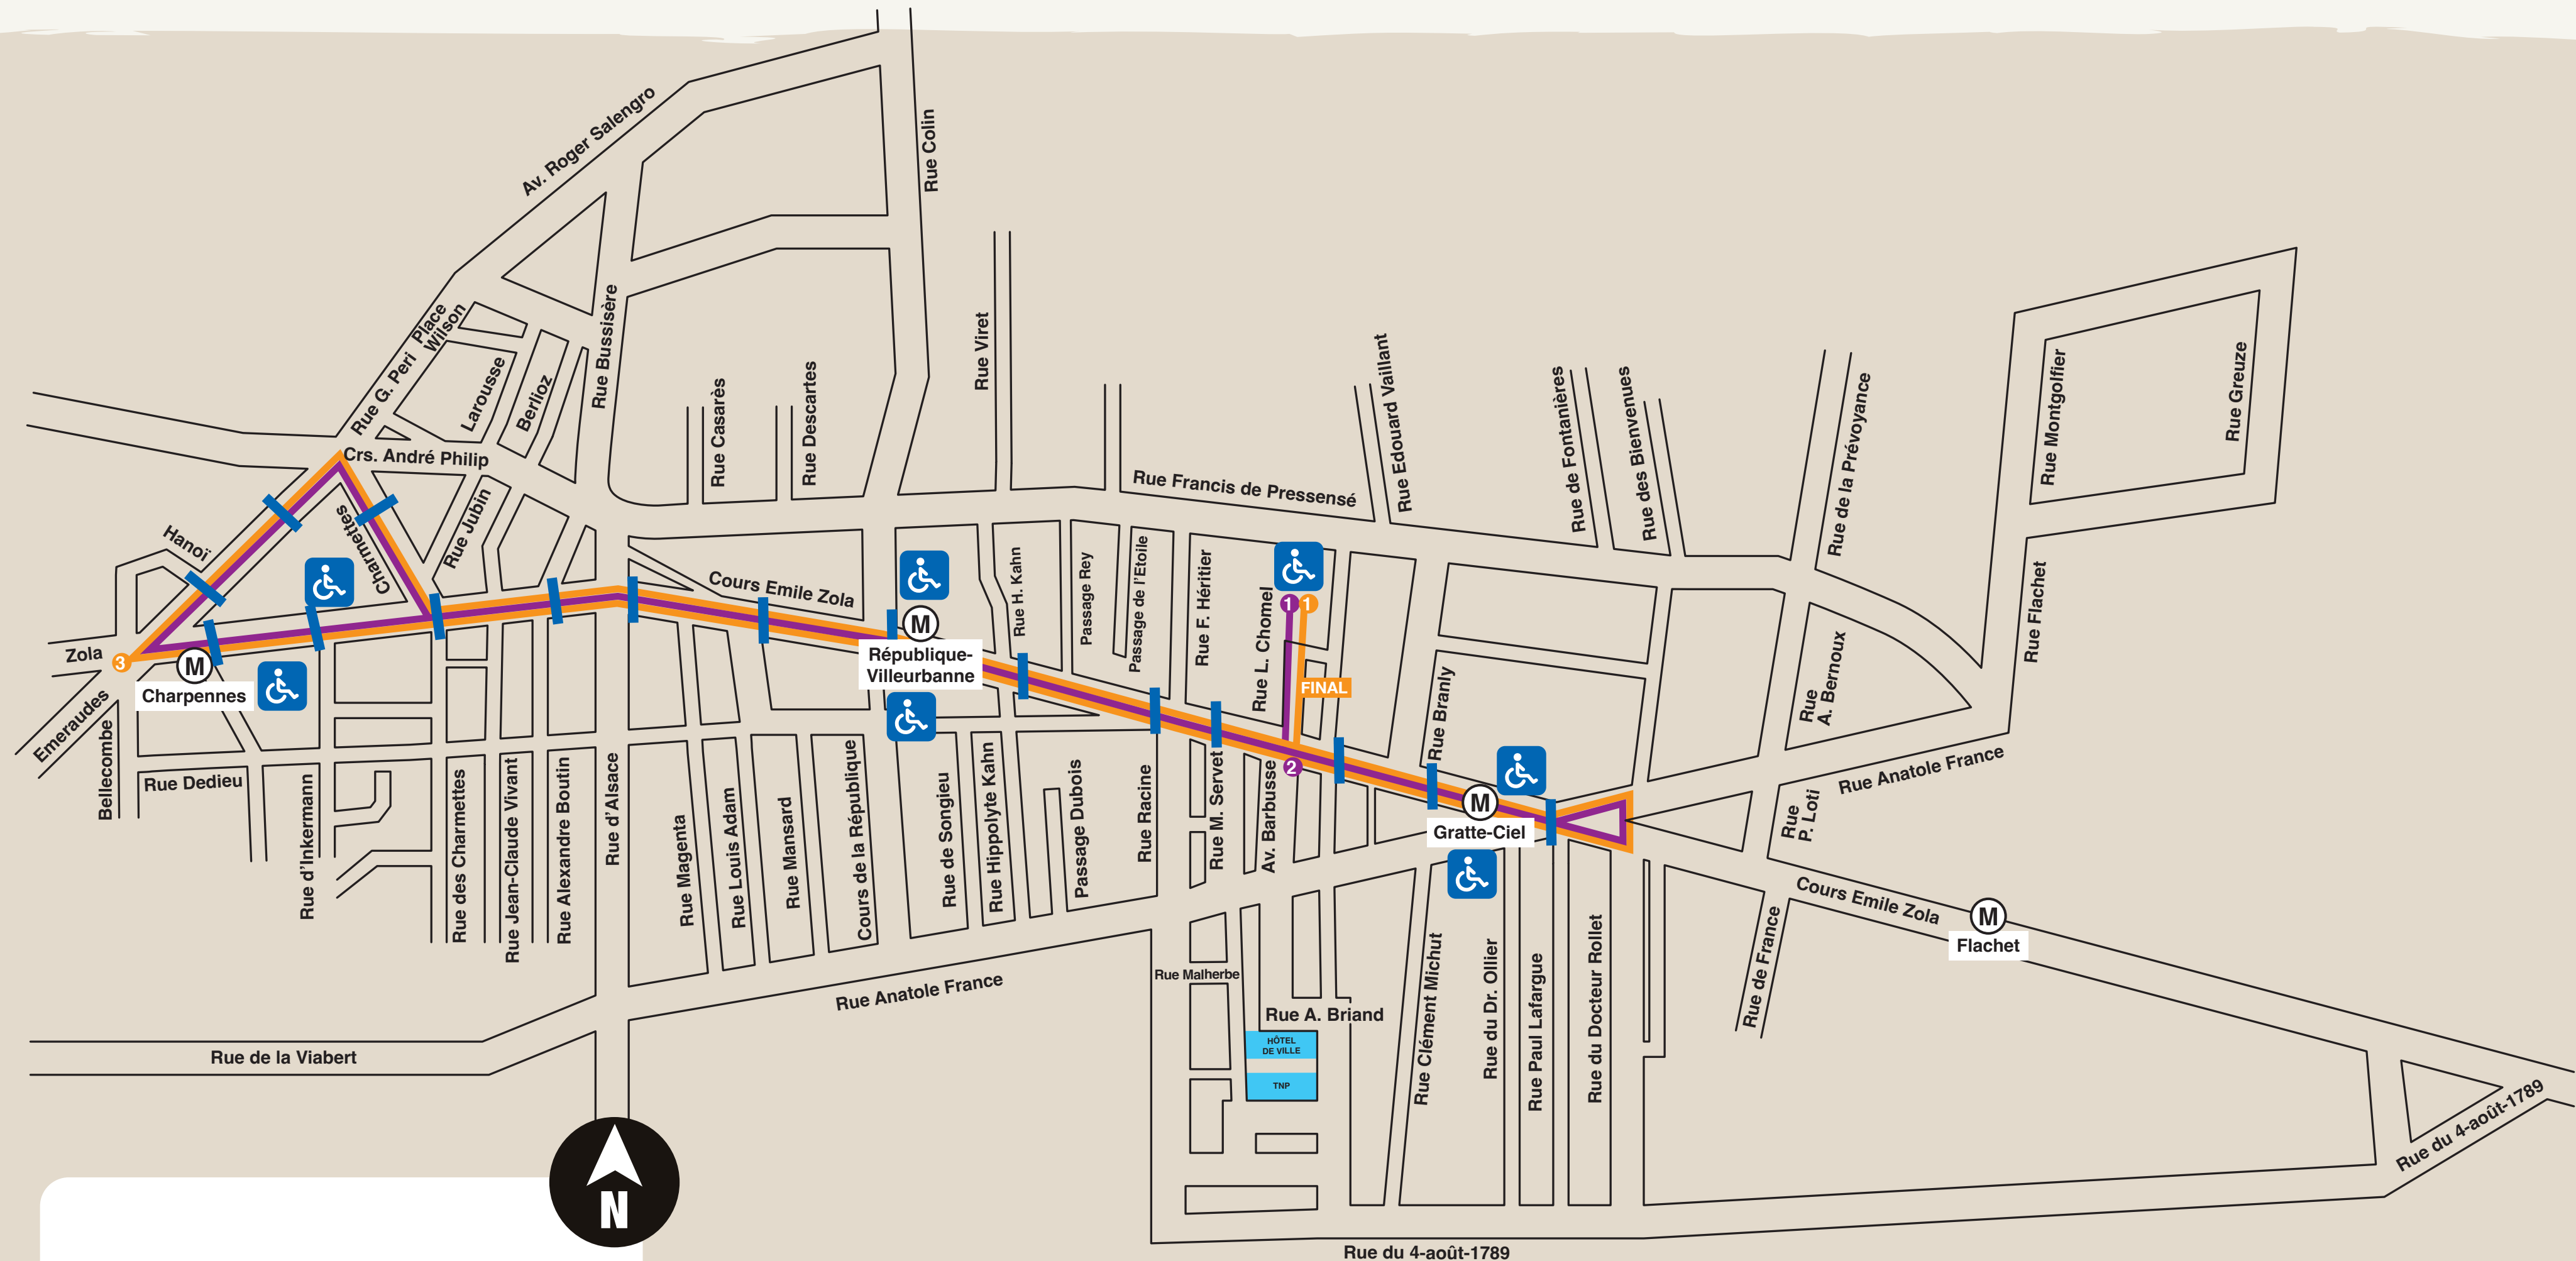 Av. Roger Salengro
Rue Colin
Place
Wilson
Rue G. Peri
Larousse
Berlioz
Rue Bussisère
Rue Casarès
Rue Descartes
Rue Viret
Rue Edouard Vaillant
Rue de Fontanières
Rue des Bienvenues
Rue de la Prévoyance
Rue Montgolfier
Rue Greuze
Crs. André Philip
Rue Francis de Pressensé
Hanoï
Charmettes
Rue Jubin
Cours Emile Zola
Rue H. Kahn
Passage Rey
Passage de l'Etoile
Rue F. Héritier
Rue L. Chomel
1
1
FINAL
2
Rue Branly
Rue
A. Bernoux
Rue Flachet
Zola
3
M
Charpennes
M
République-
Villeurbanne
M
Gratte-Ciel
Emeraudes
Bellecombe
Rue Dedieu
Rue d'Inkermann
Rue des Charmettes
Rue Jean-Claude Vivant
Rue Alexandre Boutin
Rue d'Alsace
Rue Magenta
Rue Louis Adam
Rue Mansard
Cours de la République
Rue de Songieu
Rue Hippolyte Kahn
Passage Dubois
Rue Racine
Rue M. Servet
Av. Barbusse
Rue Anatole France
Rue
P. Loti
Cours Emile Zola
M
Flachet
Rue de France
Rue Clément Michut
Rue du Dr. Ollier
Rue Paul Lafargue
Rue du Docteur Rollet
Rue Malherbe
Rue Anatole France
Rue A. Briand
HÔTEL
DE VILLE
TNP
Rue de la Viabert
Rue du 4-août-1789
N
Rue du 4-août-1789